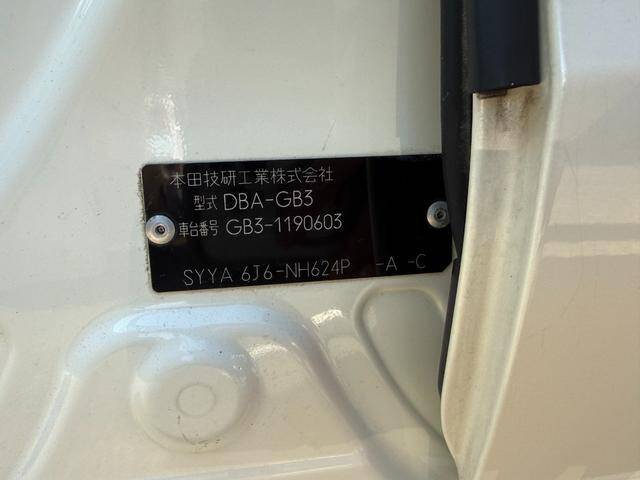 本田技研工業株式会社
型式 DBA-GB3
車台番号 GB3-1190603
SYYA 6J6-NH624P -A -C